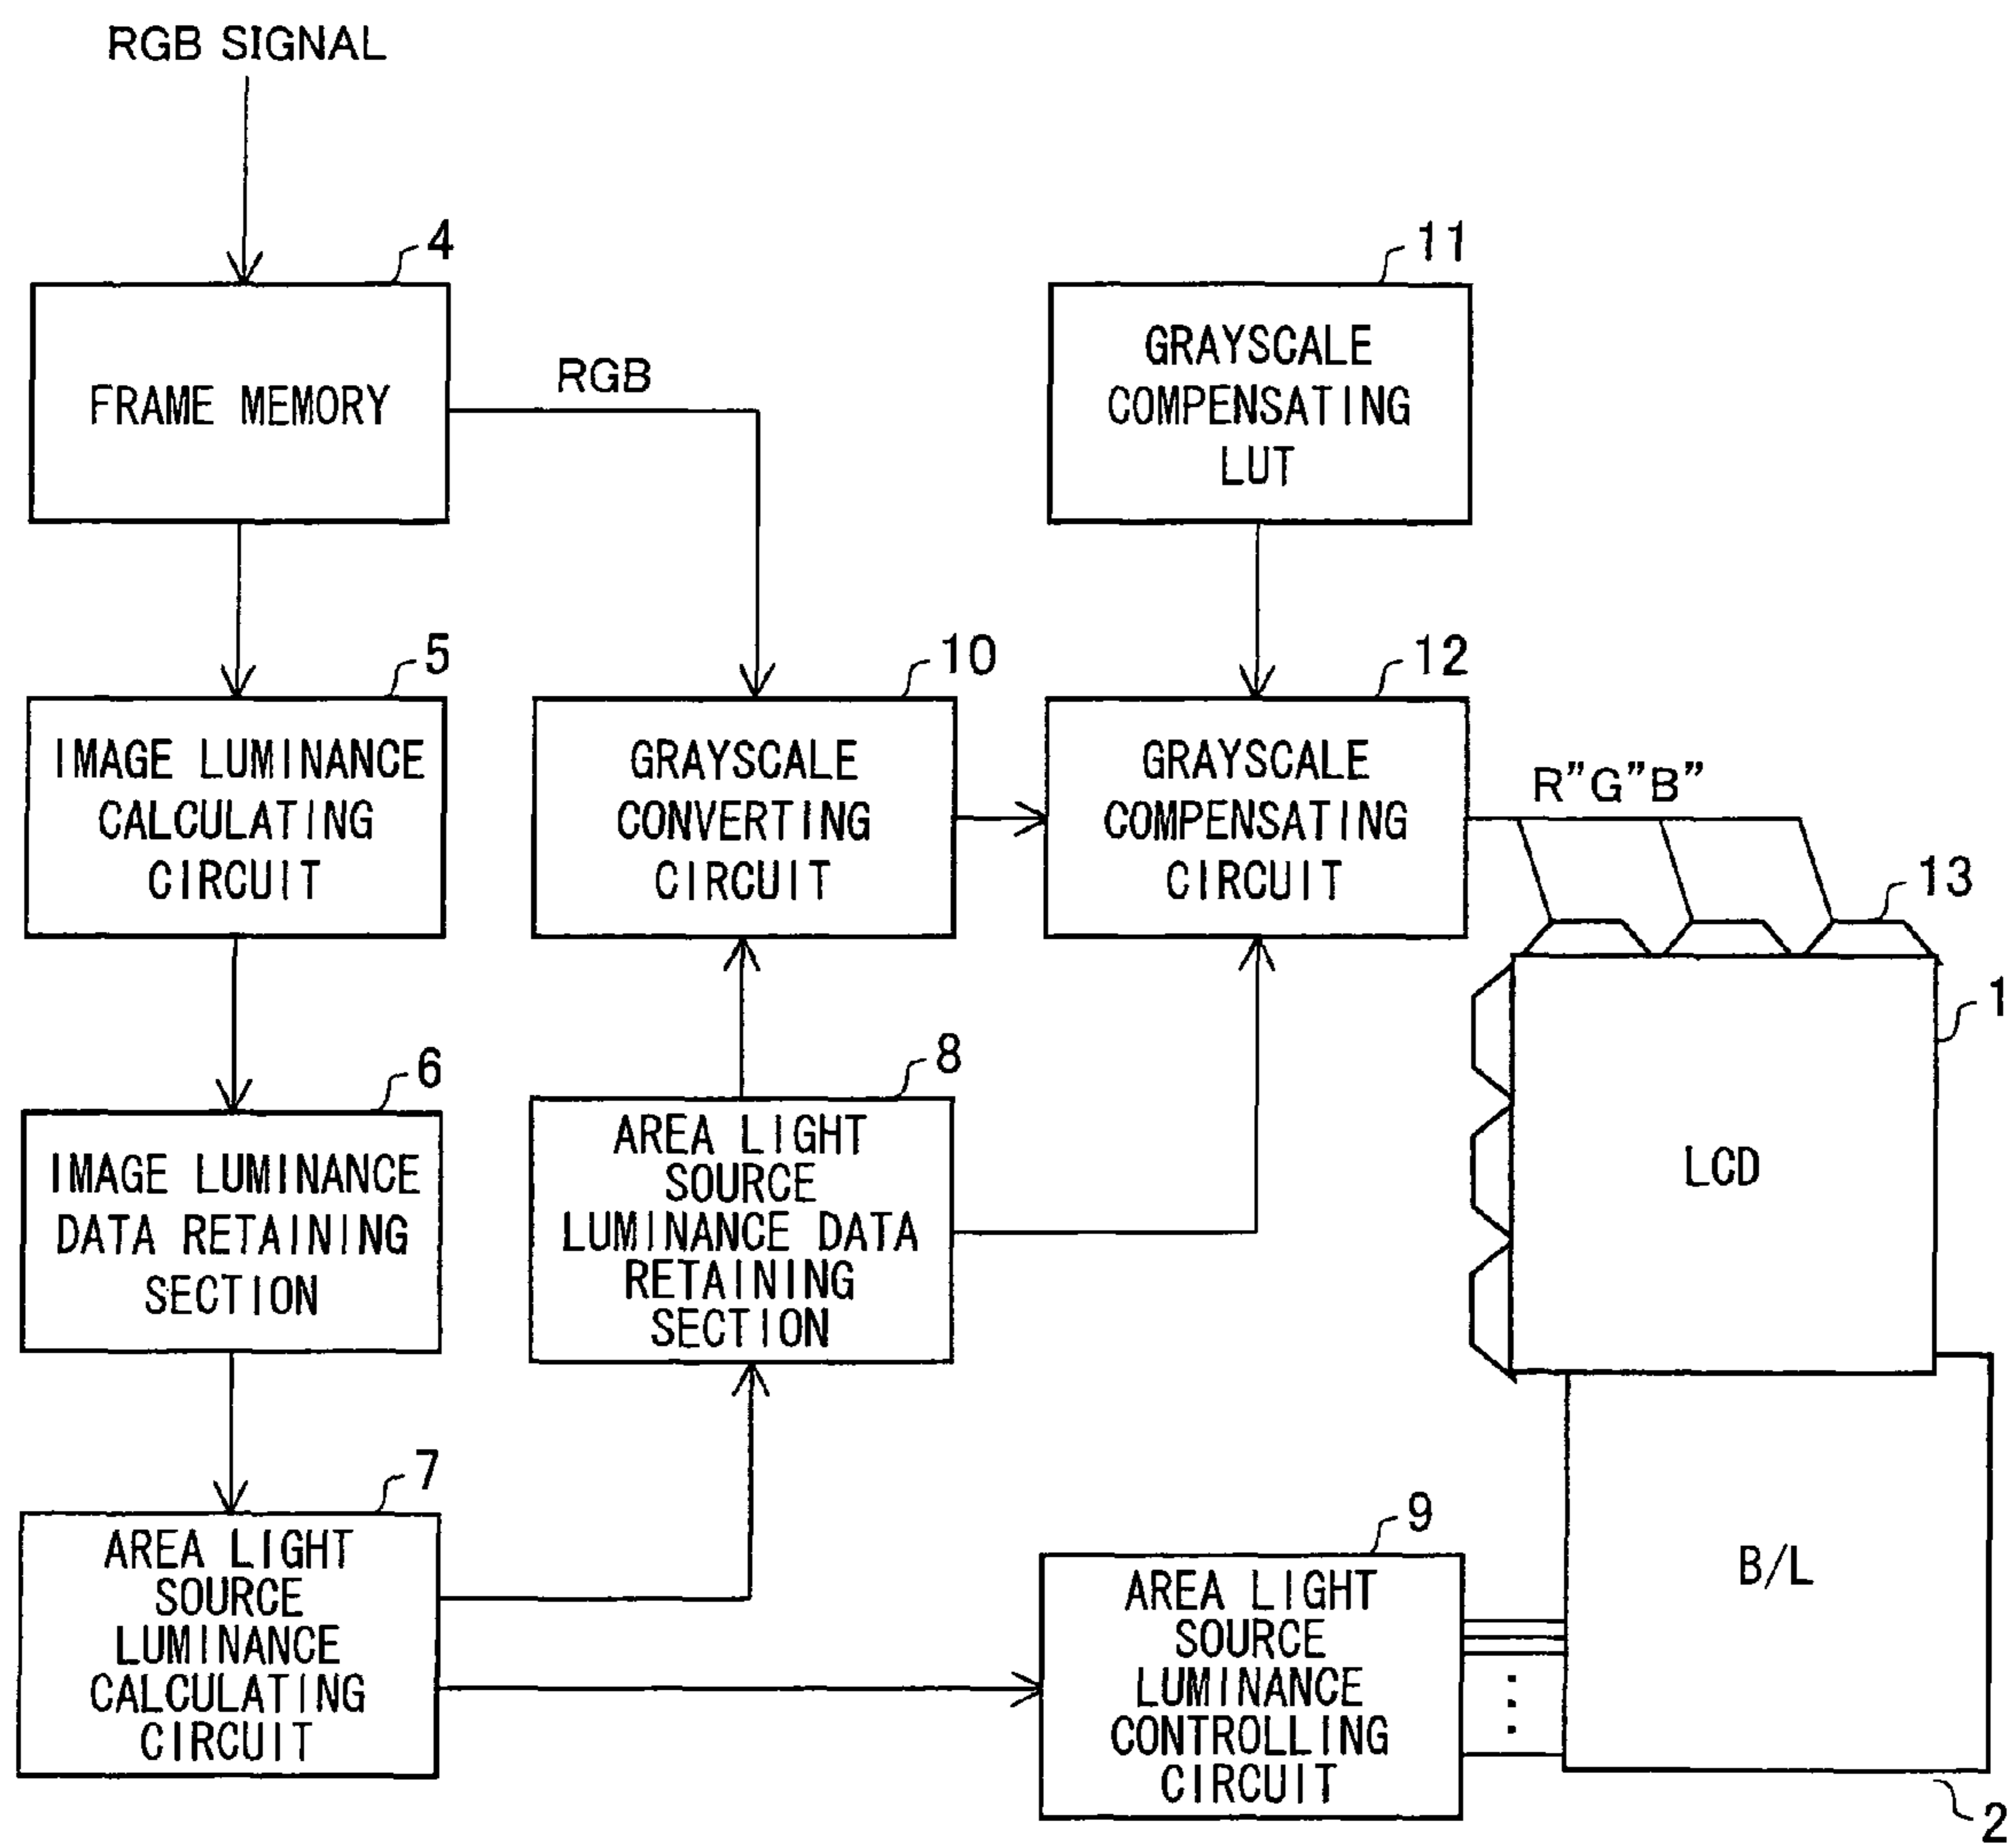 RGB SIGNAL
4
11
FRAME MEMORY
RGB
GRAYSCALE
COMPENSATING
LUT
5
10
12
IMAGE LUMINANCE
CALCULATING
CIRCUIT
GRAYSCALE
CONVERTING
CIRCUIT
GRAYSCALE
COMPENSATING
CIRCUIT
R”G”B”
13
1
6
8
IMAGE LUMINANCE
DATA RETAINING
SECTION
AREA LIGHT
SOURCE
LUMINANCE DATA
RETAINING
SECTION
LCD
7
9
AREA LIGHT
SOURCE
LUMINANCE
CALCULATING
CIRCUIT
AREA LIGHT
SOURCE
LUMINANCE
CONTROLLING
CIRCUIT
B/L
2